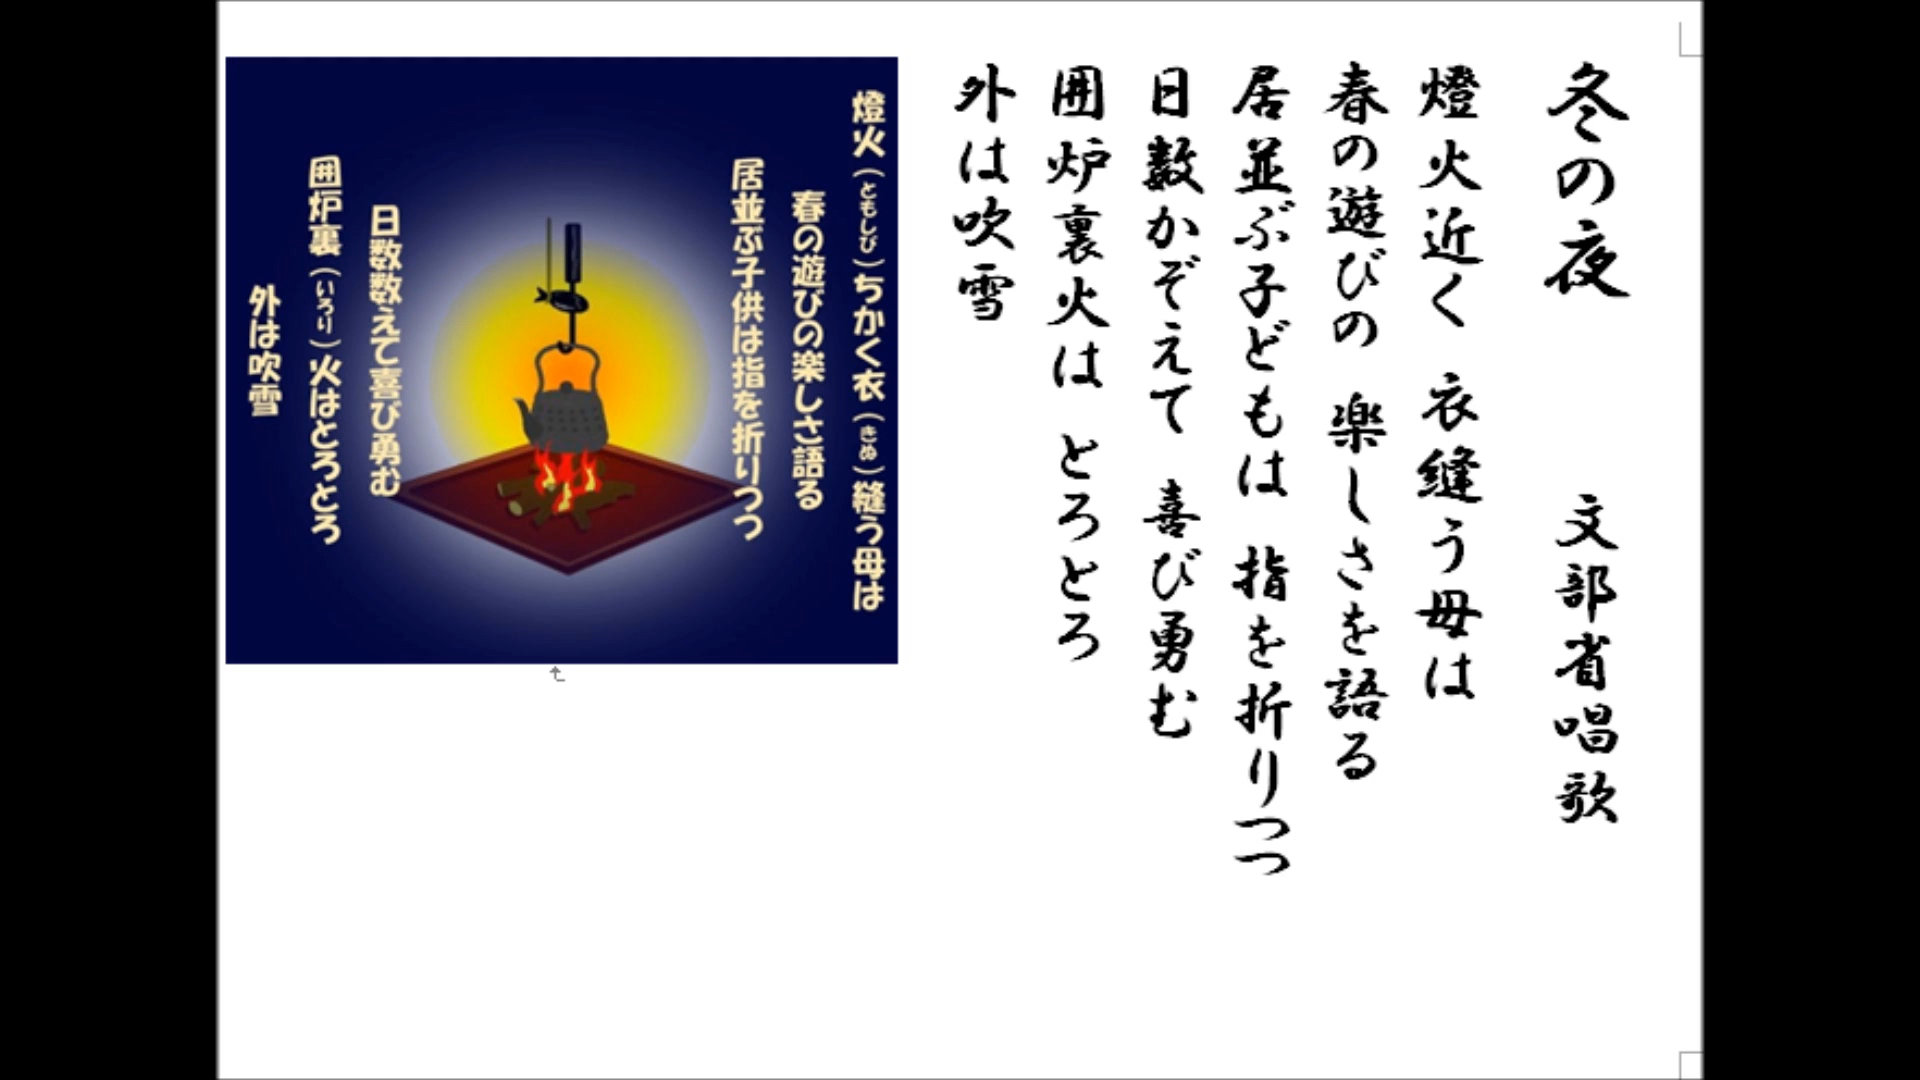 冬の夜　文部省唱歌
燈火近く 衣縫う母は
春の遊びの 楽しさを語る
居並ぶ子どもは 指を折りつつ
日数かぞえて 喜び勇む
囲炉裏火は とろとろ
外は吹雪
燈火(ともしび)ちかく衣(きぬ)縫う母は
春の遊びの楽しさ語る
居並ぶ子供は指を折りつつ
日数数えて喜び勇む
囲炉裏(いろり)火はとろとろ
外は吹雪